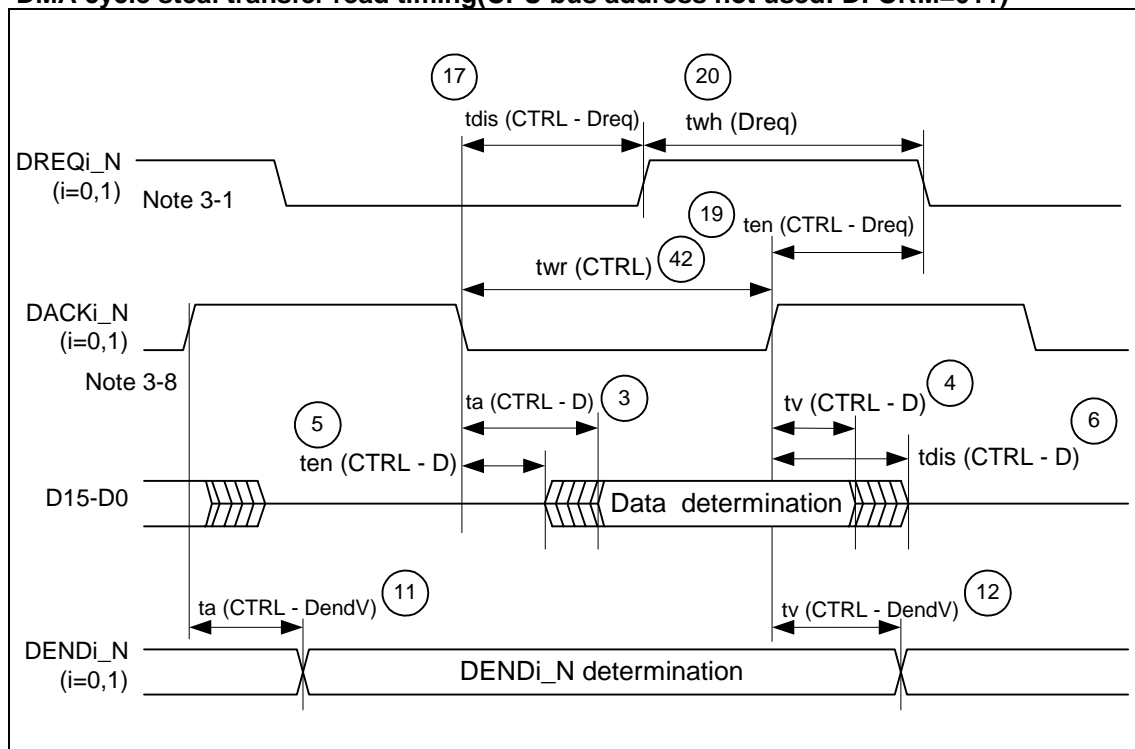 DMA cycle steal transfer read timing(CPU bus address not used: DFORM=011)
17
20
tdis (CTRL - Dreq)
twh (Dreq)
DREQi_N
(i=0,1)
Note 3-1
19
ten (CTRL - Dreq)
twr (CTRL)
42
DACKi_N
(i=0,1)
Note 3-8
ta (CTRL - D)
3
tv (CTRL - D)
4
5
ten (CTRL - D)
6
tdis (CTRL - D)
D15-D0
Data determination
ta (CTRL - DendV)
11
tv (CTRL - DendV)
12
DENDi_N
(i=0,1)
DENDi_N determination